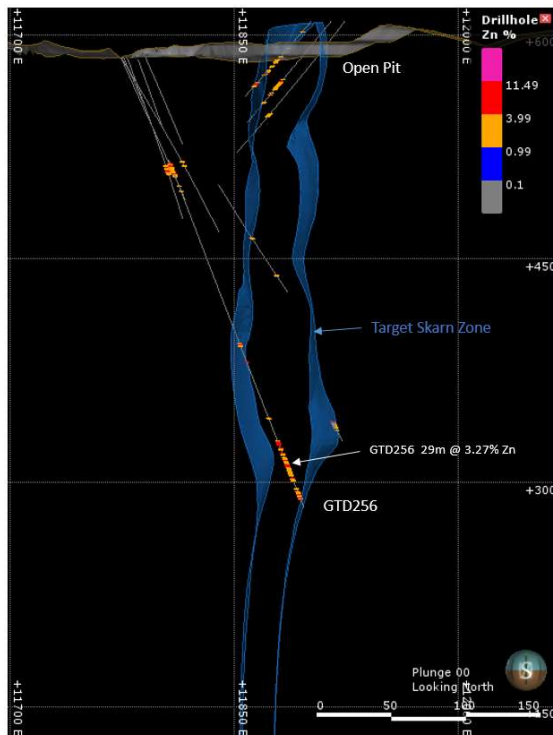 +11700 E
+11850 E
+12000 E
Drillhole
Zn %
11.49
3.99
0.99
0.1
+600
Open Pit
+450
Target Skarn Zone
GTD256 29m @ 3.27% Zn
+300
GTD256
Plunge 00
Looking North
S
0 50 100 150
+11700 E
+11850 E